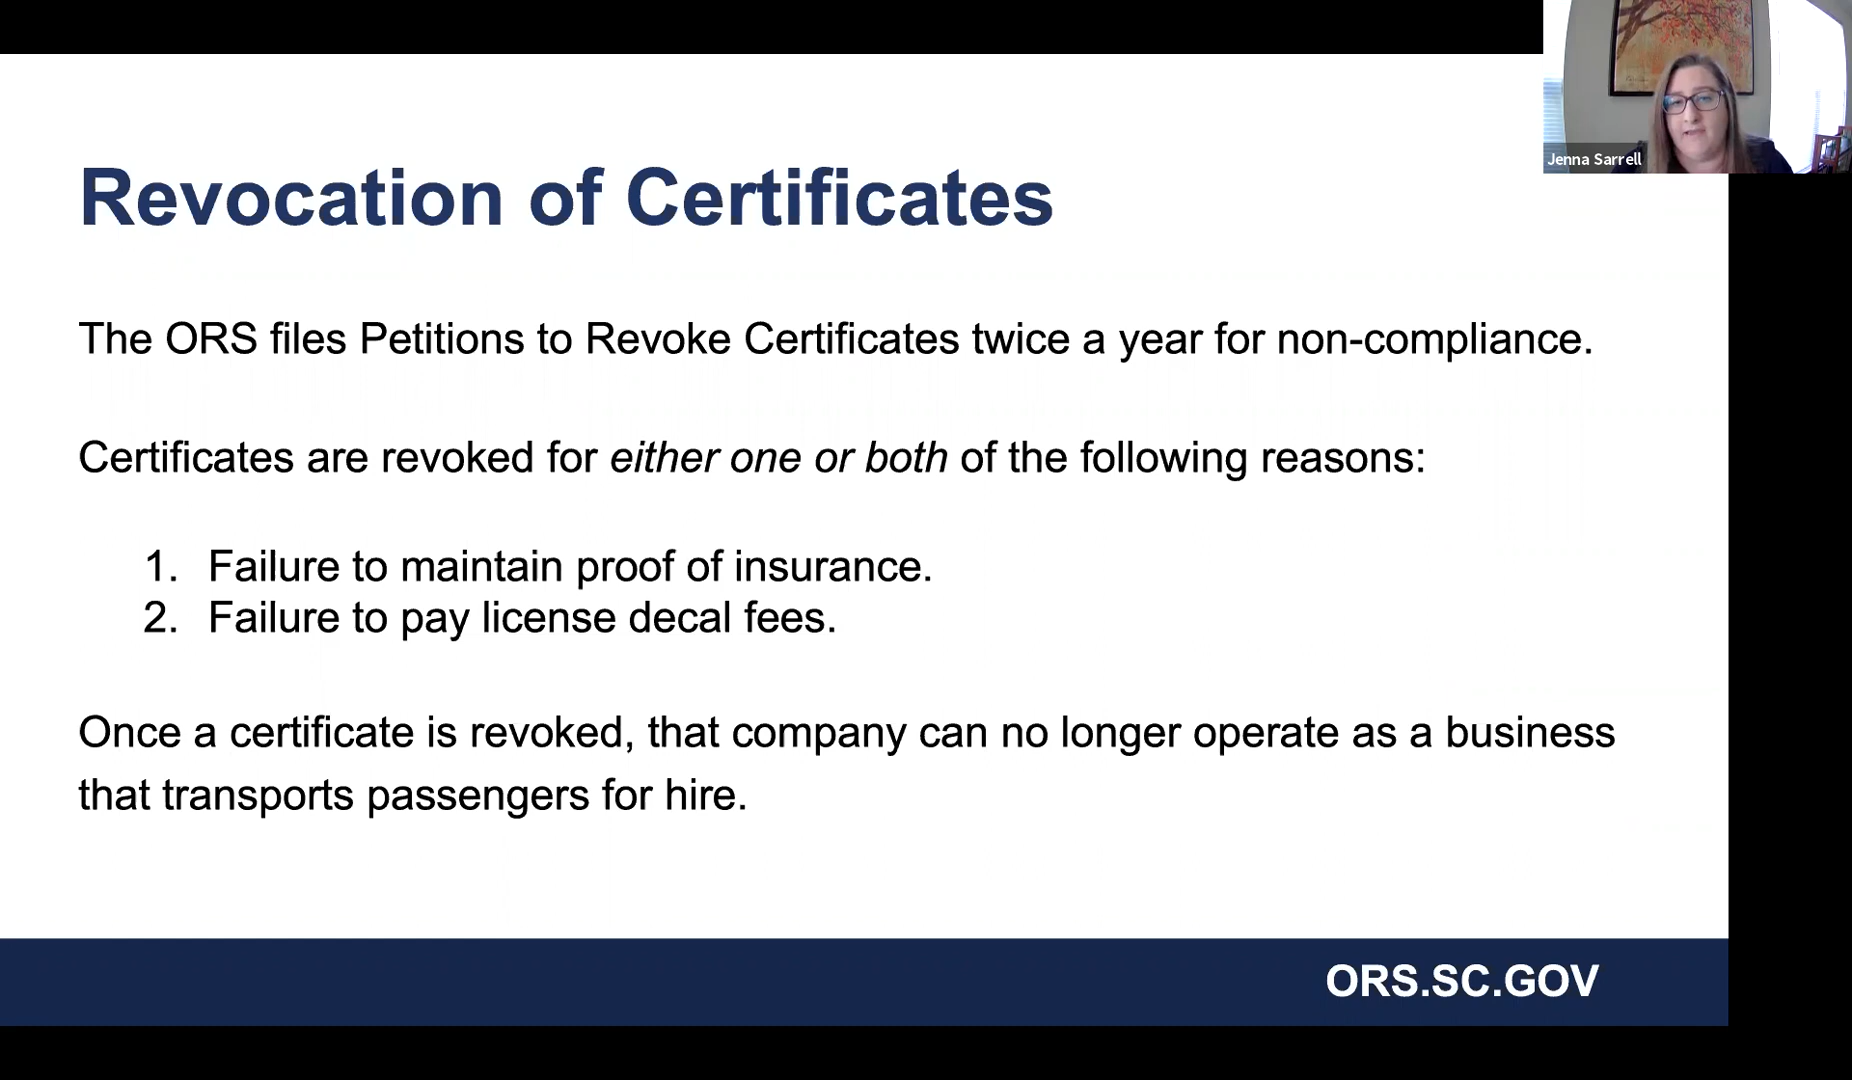 Jenna Sarrell
Revocation of Certificates
The ORS files Petitions to Revoke Certificates twice a year for non-compliance.
Certificates are revoked for either one or both of the following reasons:
1. Failure to maintain proof of insurance.
2. Failure to pay license decal fees.
Once a certificate is revoked, that company can no longer operate as a business
that transports passengers for hire.
ORS.SC.GOV